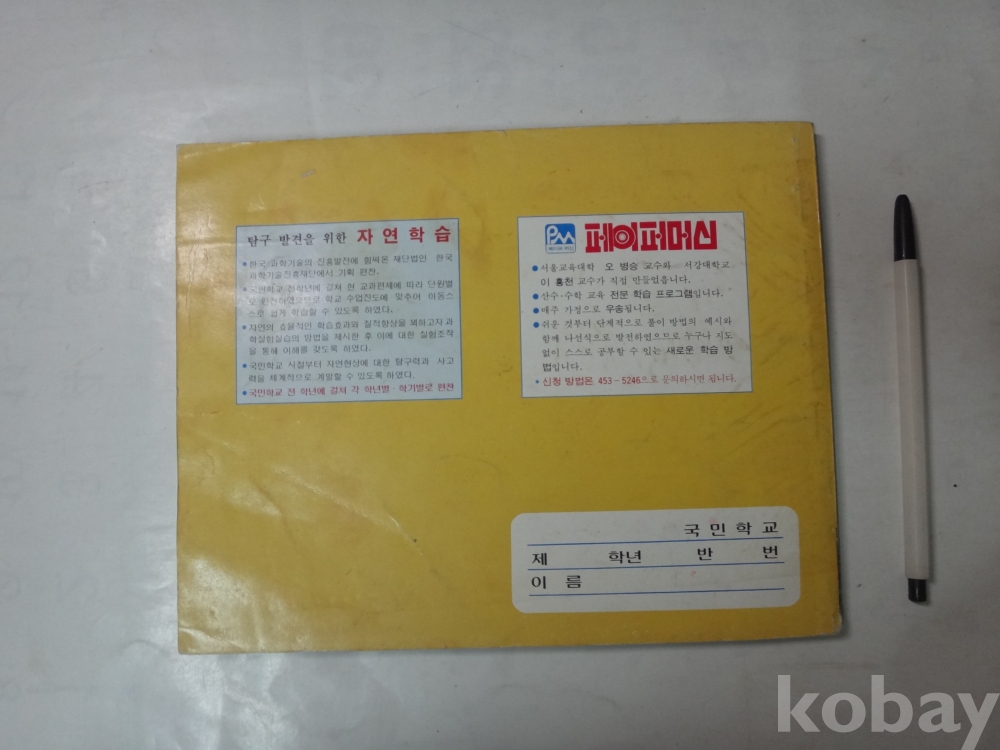 탐구 발견을 위한 자연학습
● 한국 과학기술의 진흥발전에 힘써온 재단법인 한국
과학기술진흥재단에서 기획 편찬.
● 국민학교 전학년에 걸쳐 현 교과편제에 따라 단원별
로 편찬하였으므로 학교 수업진도에 맞추어 아동스
스로 쉽게 학습할 수 있도록 하였다.
● 자연의 효율적인 학습효과와 질적향상을 꾀하고자 과
학실험실습의 방법을 제시한 후 이에 대한 실험조작
을 통해 이해를 갖도록 하였다.
● 국민학교 시절부터 자연현상에 대한 탐구력과 사고
력을 체계적으로 계발할 수 있도록 하였다.
● 국민학교 전 학년에 걸쳐 각 학년별·학기별로 편찬
PM
페이퍼머신
● 서울교육대학 오 병승 교수와 서강대학교
이 홍천 교수가 직접 만들었읍니다.
● 산수·수학 교육 전문 학습 프로그램입니다.
● 매주 가정으로 우송됩니다.
● 쉬운 것부터 단계적으로 풀이 방법의 예시와
함께 나선식으로 발전하였으므로 누구나 지도
없이 스스로 공부할 수 있는 새로운 학습 방
법입니다.
* 신청 방법은 453-5246으로 문의하시면 됩니다.
국민학교
제 학년 반 번
이름
kobay